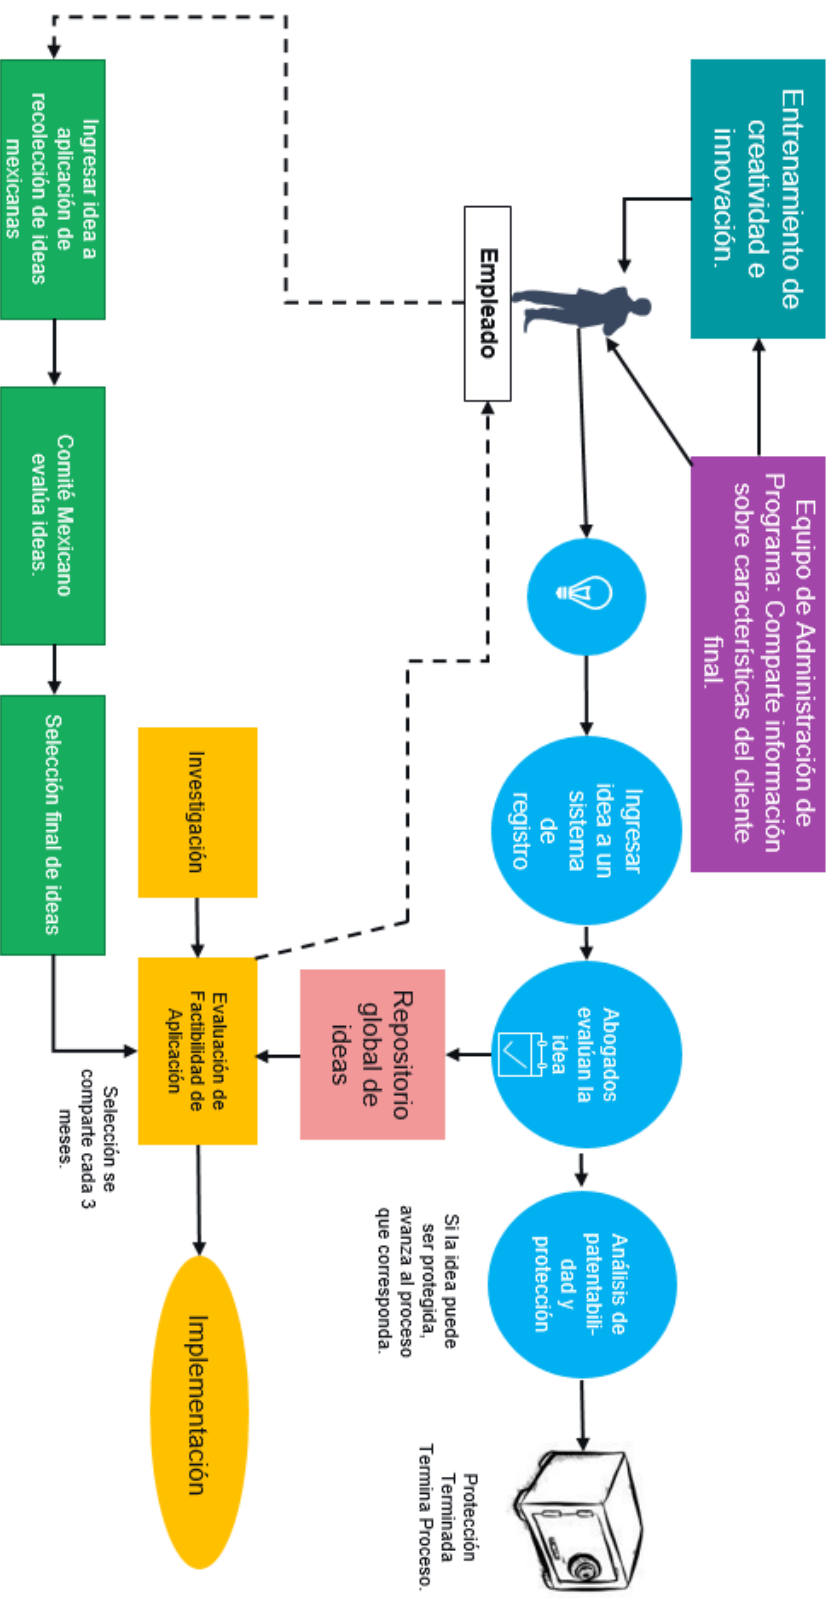 Entrenamiento de
creatividad e
innovación.
Equipo de Administración de
Programa: Comparte información
sobre características del cliente
final.
Empleado
Ingresar
idea a un
sistema
de
registro
Abogados
evalúan la
idea
Análisis de
patentabili-
dad y
protección
Si la idea puede
ser protegida,
avanza al proceso
que corresponda.
Protección
Terminada
Termina Proceso.
Repositorio
global de
ideas
Investigación
Evaluación de
Factibilidad de
Aplicación
Implementación
Ingresar idea a
aplicación de
recolección de ideas
mexicanas
Comité Mexicano
evalúa ideas.
Selección final de ideas
Selección se
comparte cada 3
meses.